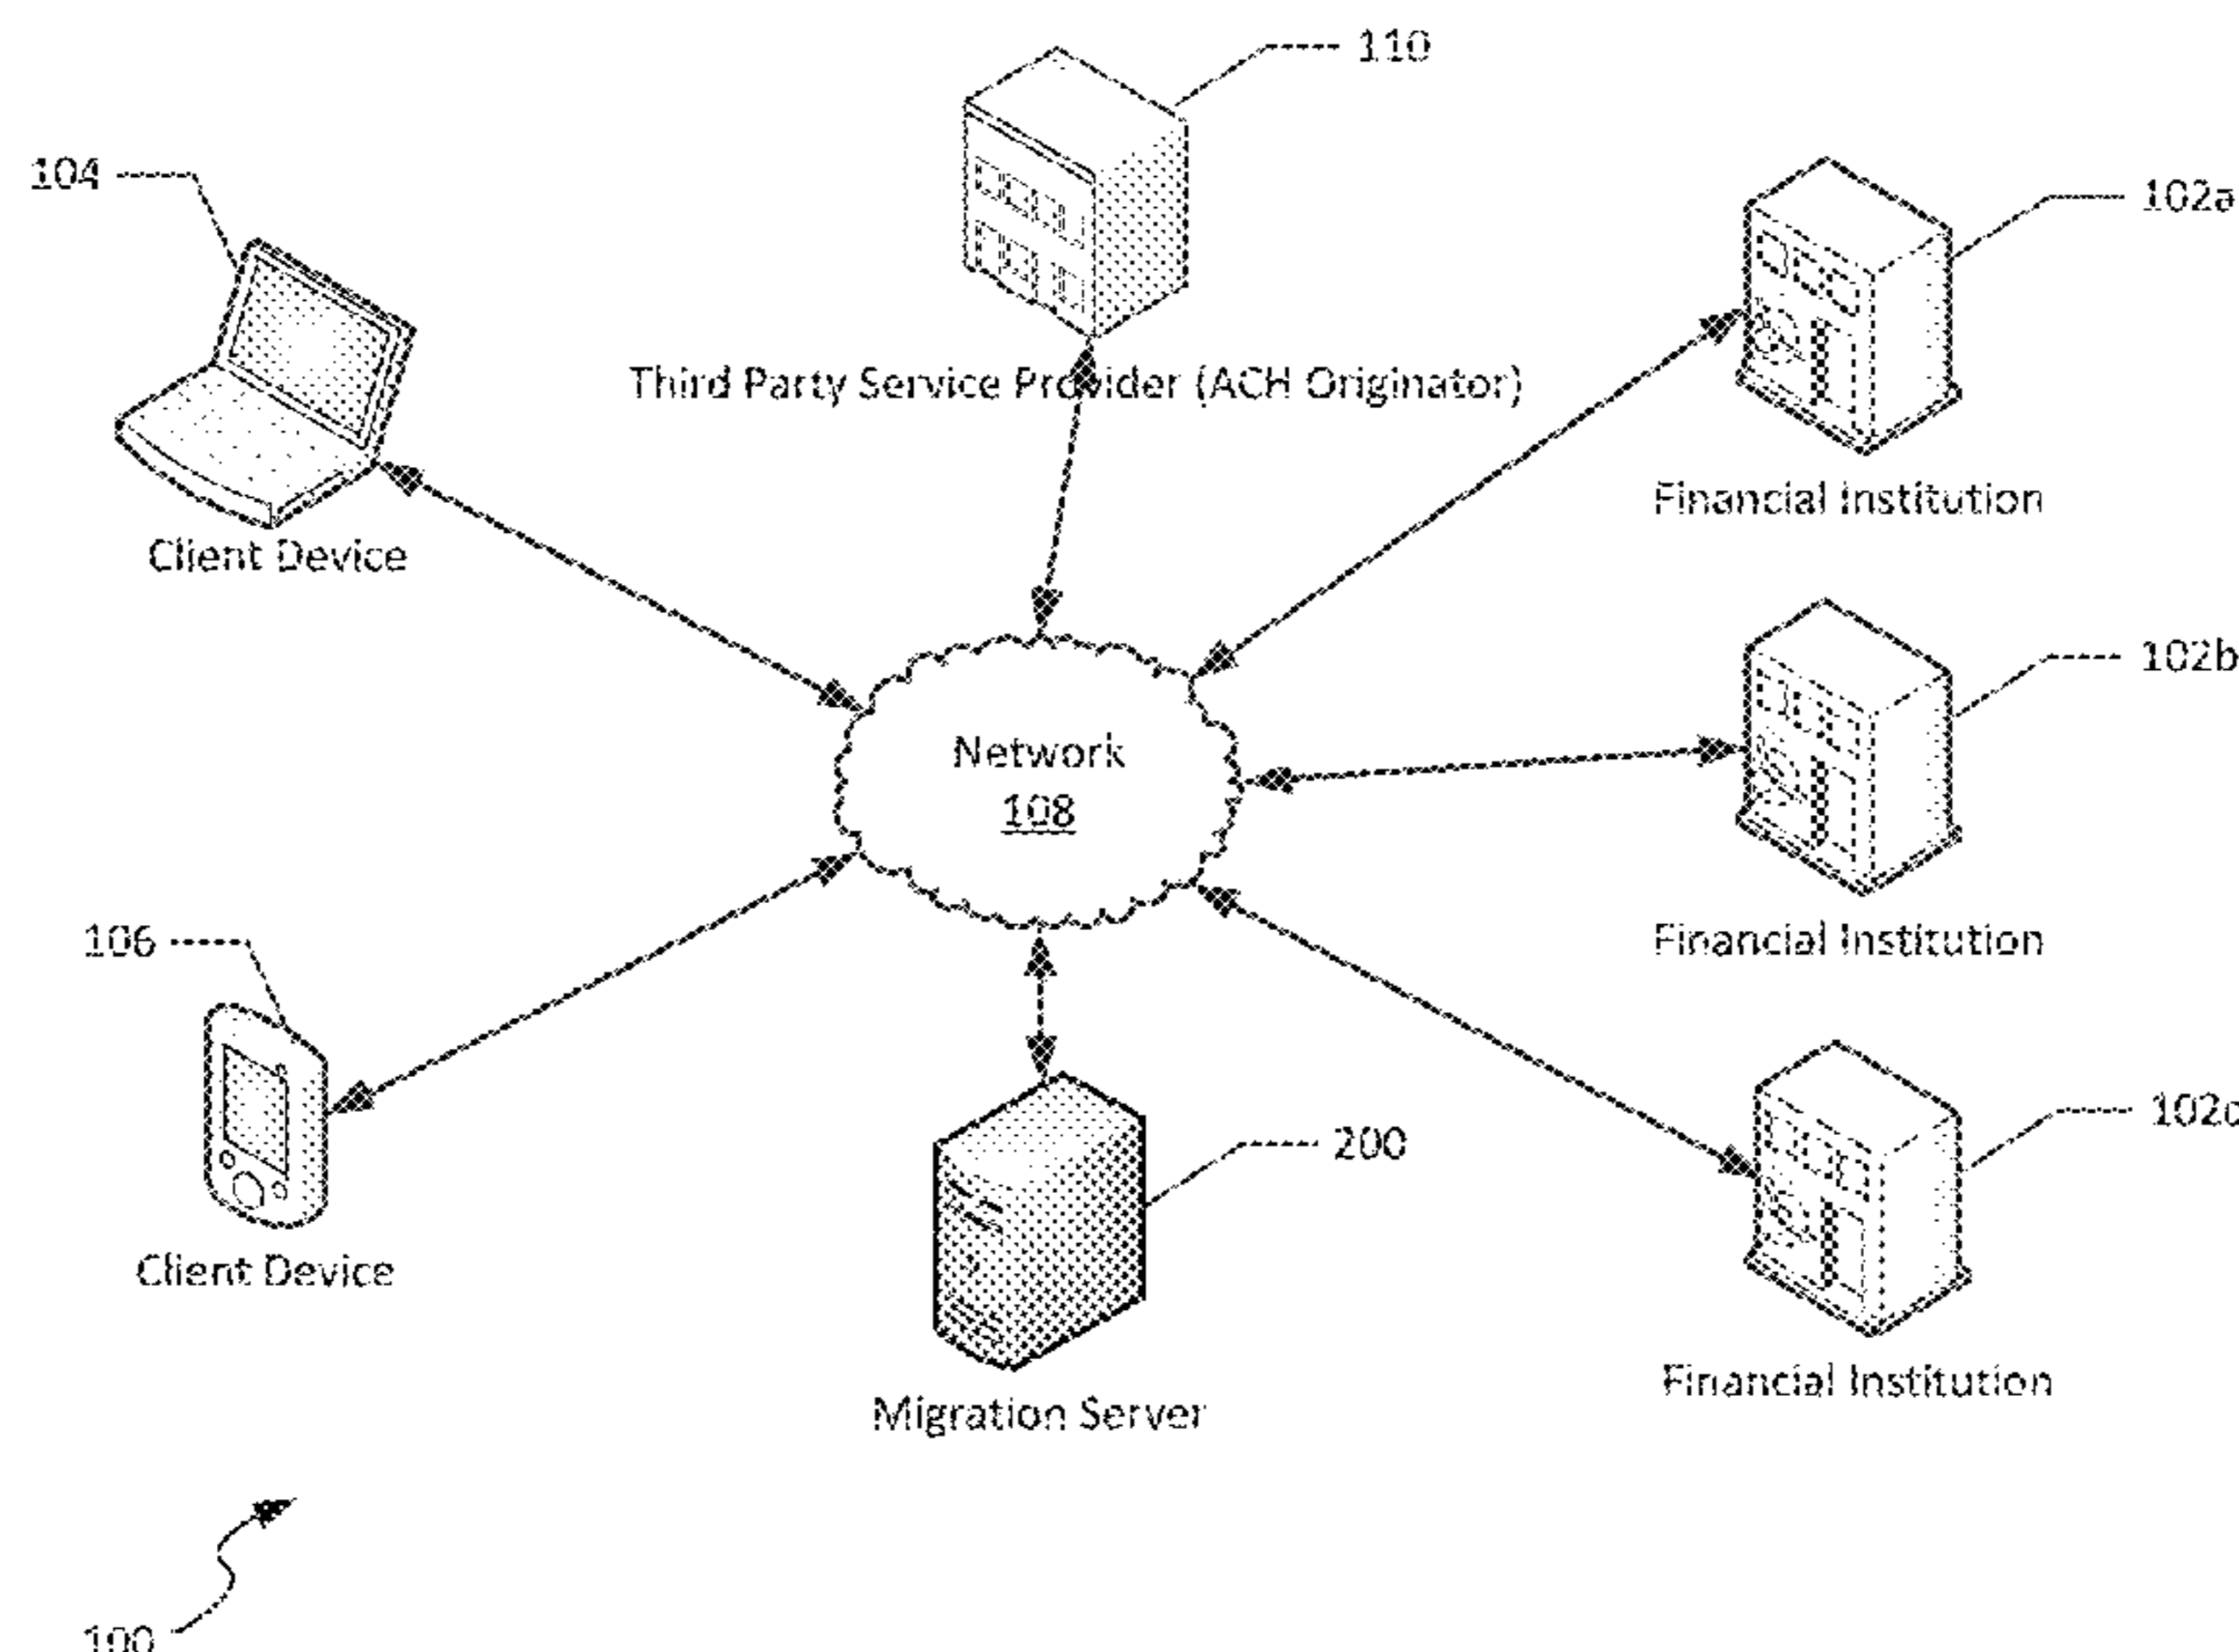 110
104
102a
Third Party Service Provider (ACH Originator)
Financial Institution
Client Device
102b
Network
108
106
Financial Institution
102c
200
Client Device
Financial Institution
Migration Server
100